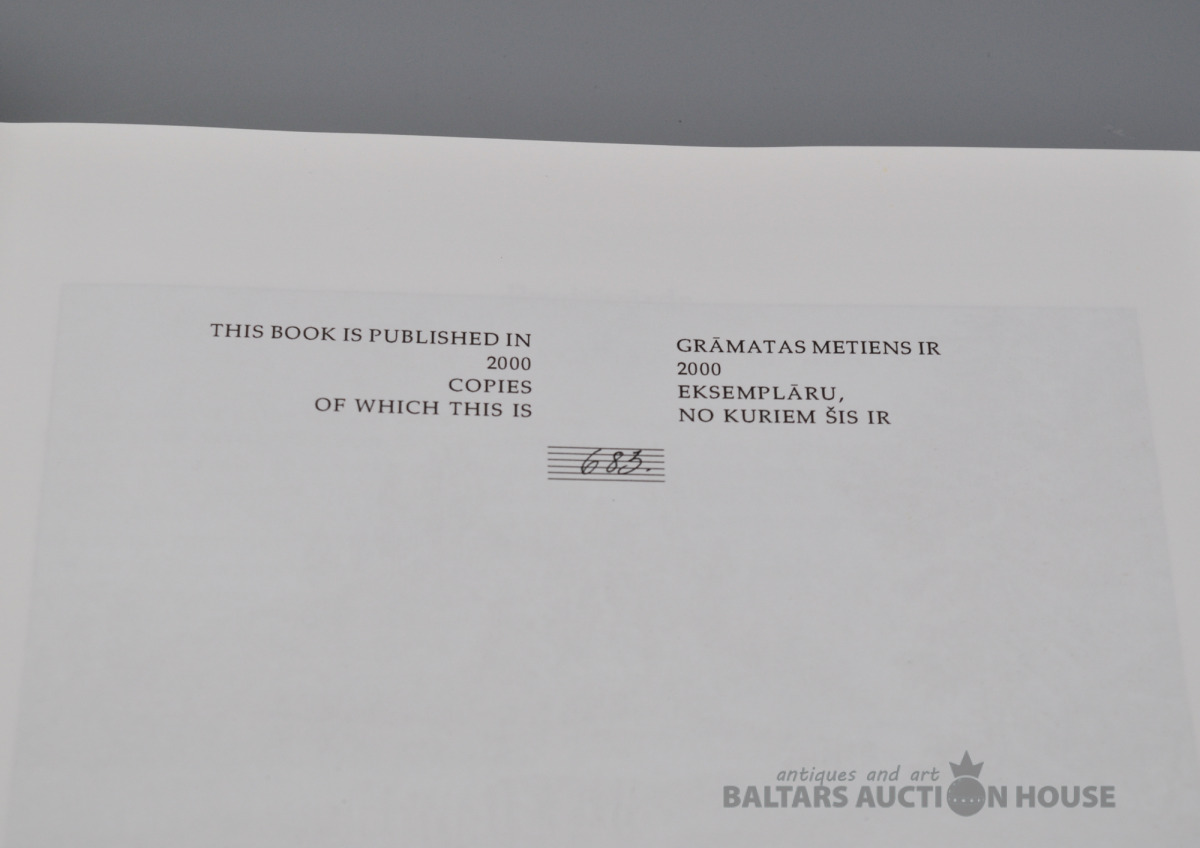 THIS BOOK IS PUBLISHED IN
2000
COPIES
OF WHICH THIS IS
GRĀMATAS METIENS IR
2000
EKSEMPLĀRU,
NO KURIEM ŠIS IR
683.
antiques and art
BALTARS AUCTION HOUSE